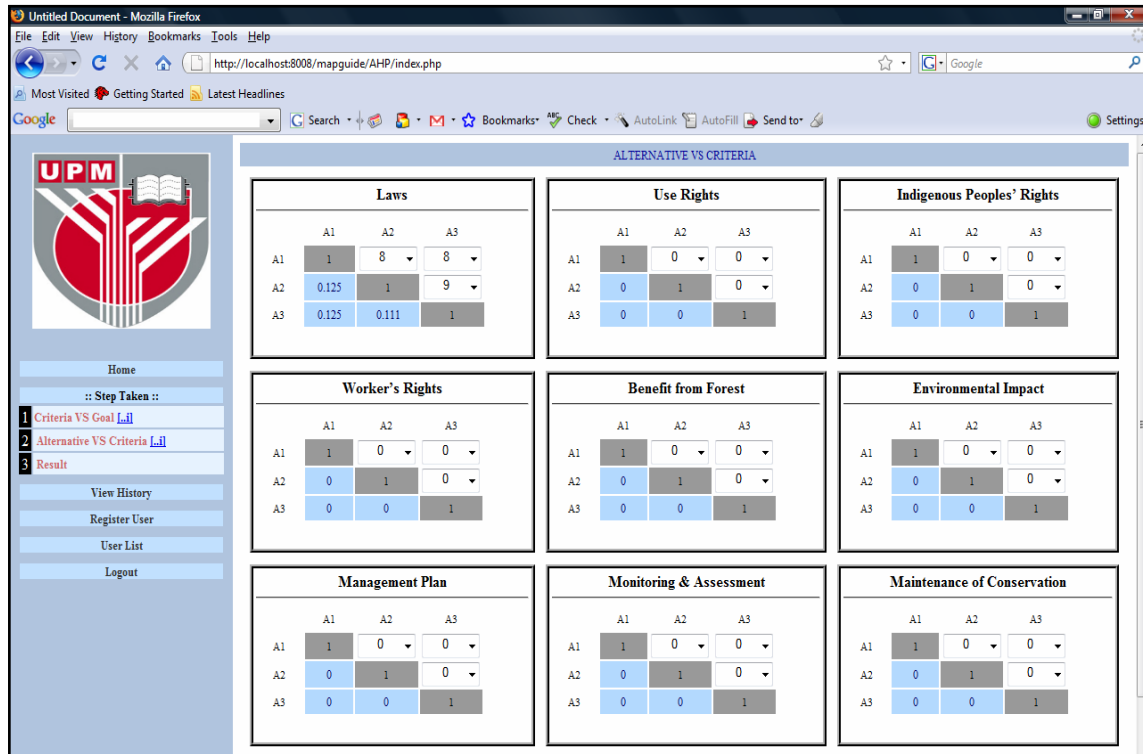 Untitled Document - Mozilla Firefox
File Edit View History Bookmarks Tools Help
http://localhost:8008/mapguide/AHP/index.php G Google
Most Visited Getting Started Latest Headlines
Google G Search Bookmarks ABC Check AutoLink AutoFill Send to Settings
UPM
Home
:: Step Taken ::
1 Criteria VS Goal [..i]
2 Alternative VS Criteria [..i]
3 Result
View History
Register User
User List
Logout
ALTERNATIVE VS CRITERIA
Laws
A1 A2 A3
A1 1 8 8
A2 0.125 1 9
A3 0.125 0.111 1
Use Rights
A1 A2 A3
A1 1 0 0
A2 0 1 0
A3 0 0 1
Indigenous Peoples' Rights
A1 A2 A3
A1 1 0 0
A2 0 1 0
A3 0 0 1
Worker's Rights
A1 A2 A3
A1 1 0 0
A2 0 1 0
A3 0 0 1
Benefit from Forest
A1 A2 A3
A1 1 0 0
A2 0 1 0
A3 0 0 1
Environmental Impact
A1 A2 A3
A1 1 0 0
A2 0 1 0
A3 0 0 1
Management Plan
A1 A2 A3
A1 1 0 0
A2 0 1 0
A3 0 0 1
Monitoring & Assessment
A1 A2 A3
A1 1 0 0
A2 0 1 0
A3 0 0 1
Maintenance of Conservation
A1 A2 A3
A1 1 0 0
A2 0 1 0
A3 0 0 1